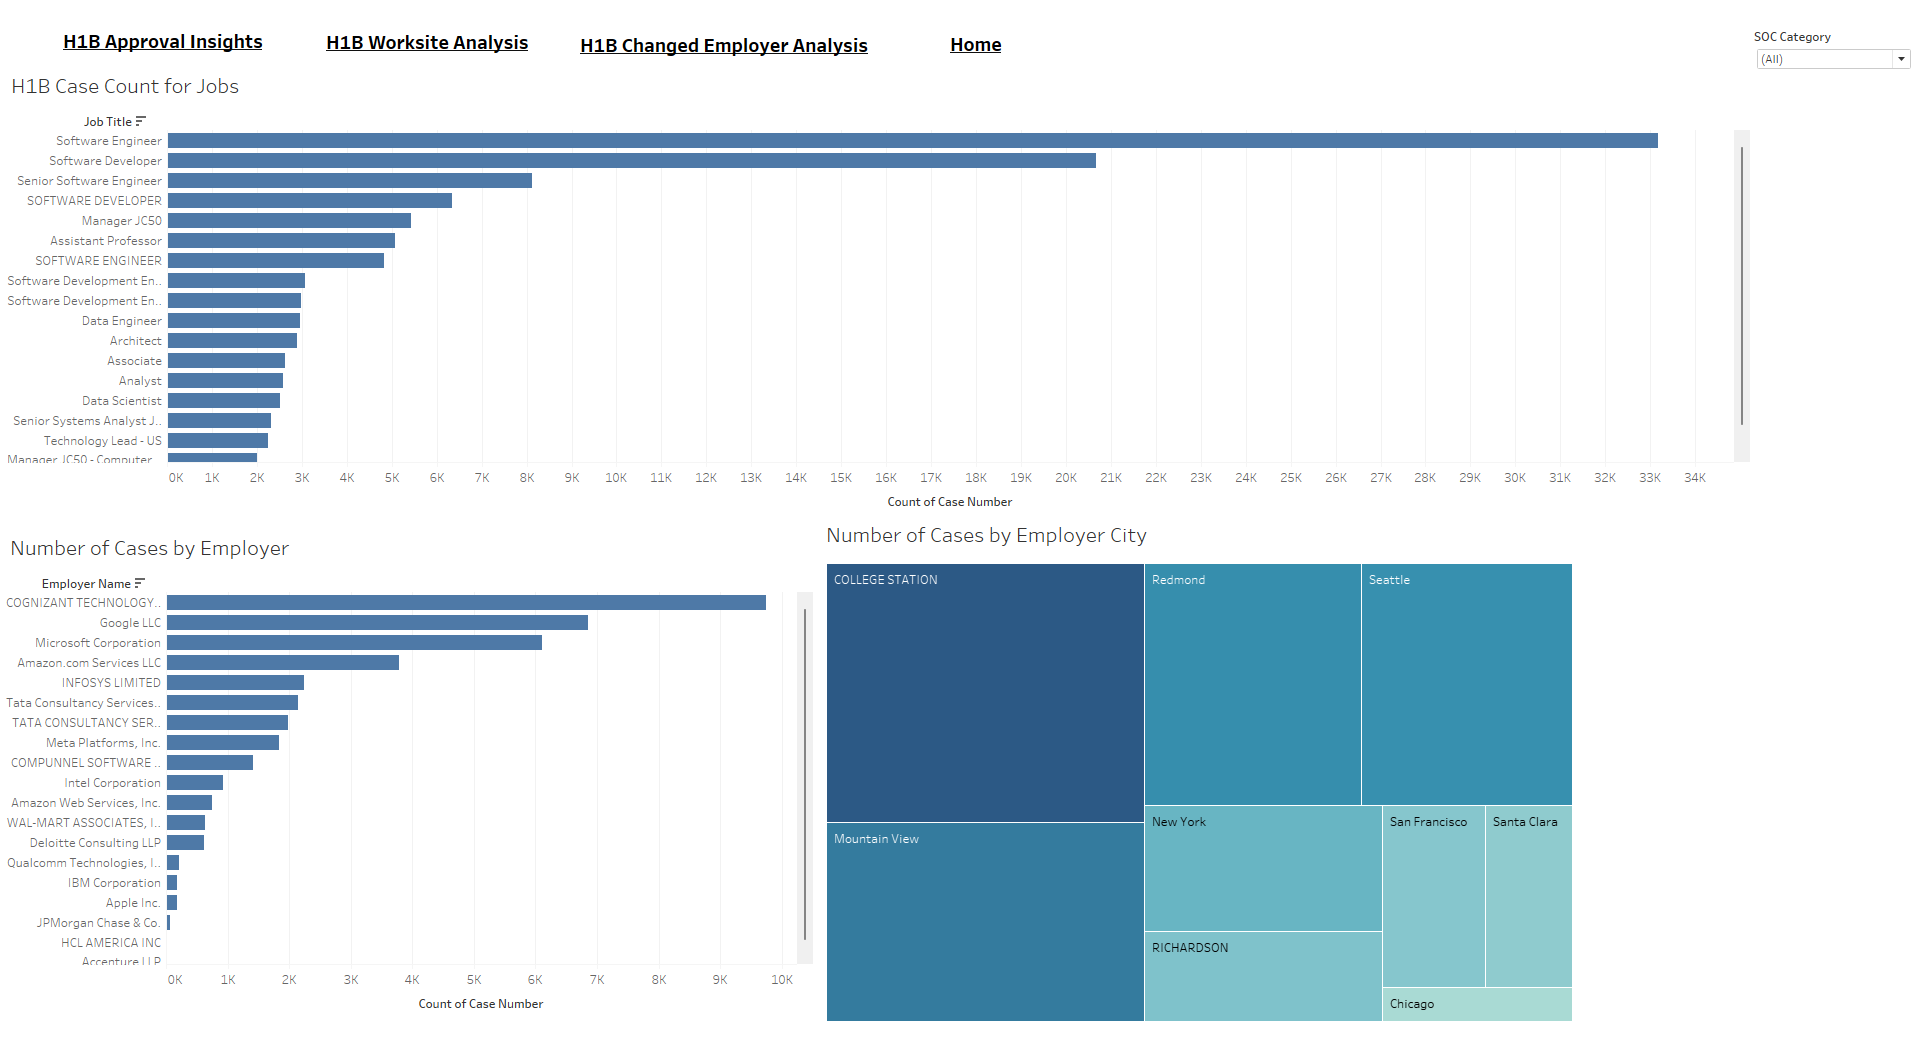 H1B Approval Insights
H1B Worksite Analysis
H1B Changed Employer Analysis
Home
SOC Category
(All)
H1B Case Count for Jobs
Job Title
Software Engineer
Software Developer
Senior Software Engineer
SOFTWARE DEVELOPER
Manager JC50
Assistant Professor
SOFTWARE ENGINEER
Software Development En..
Software Development En..
Data Engineer
Architect
Associate
Analyst
Data Scientist
Senior Systems Analyst J..
Technology Lead - US
Manager JC50 - Computer
0K 1K 2K 3K 4K 5K 6K 7K 8K 9K 10K 11K 12K 13K 14K 15K 16K 17K 18K 19K 20K 21K 22K 23K 24K 25K 26K 27K 28K 29K 30K 31K 32K 33K 34K
Count of Case Number
Number of Cases by Employer
Employer Name
COGNIZANT TECHNOLOGY..
Google LLC
Microsoft Corporation
Amazon.com Services LLC
INFOSYS LIMITED
Tata Consultancy Services..
TATA CONSULTANCY SER..
Meta Platforms, Inc.
COMPUNNEL SOFTWARE ..
Intel Corporation
Amazon Web Services, Inc.
WAL-MART ASSOCIATES, I..
Deloitte Consulting LLP
Qualcomm Technologies, I..
IBM Corporation
Apple Inc.
JPMorgan Chase & Co.
HCL AMERICA INC
Accenture LLP
0K 1K 2K 3K 4K 5K 6K 7K 8K 9K 10K
Count of Case Number
Number of Cases by Employer City
COLLEGE STATION
Redmond
Seattle
Mountain View
New York
San Francisco
Santa Clara
RICHARDSON
Chicago